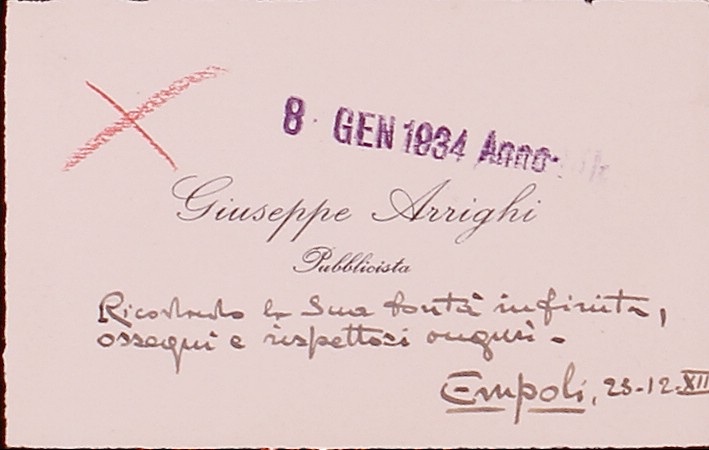 8 GEN 1934 Anno
Giuseppe Arrighi
Pubblicista
Ricordando la Sua bontà infinita,
ossequi e rispettosi auguri.
Empoli, 23-12-XII